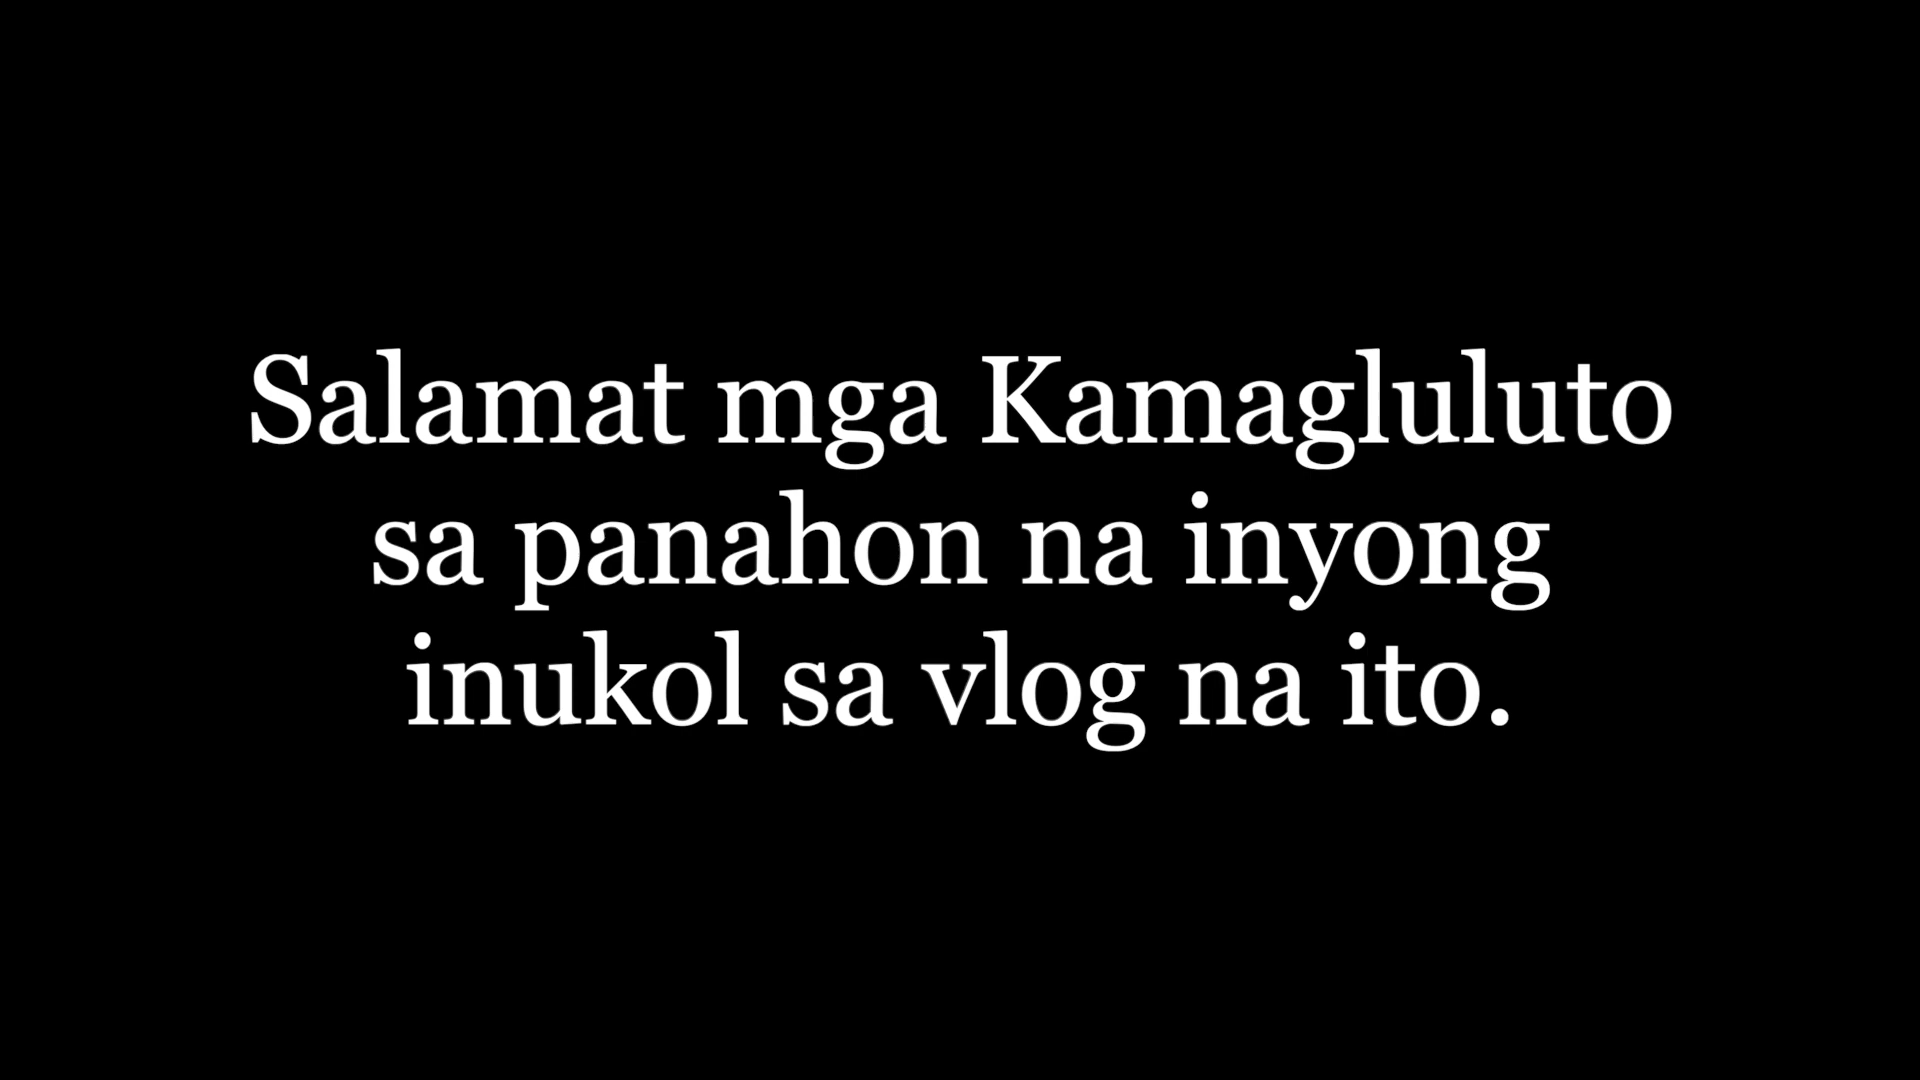 Salamat mga Kamagluluto
sa panahon na inyong
inukol sa vlog na ito.